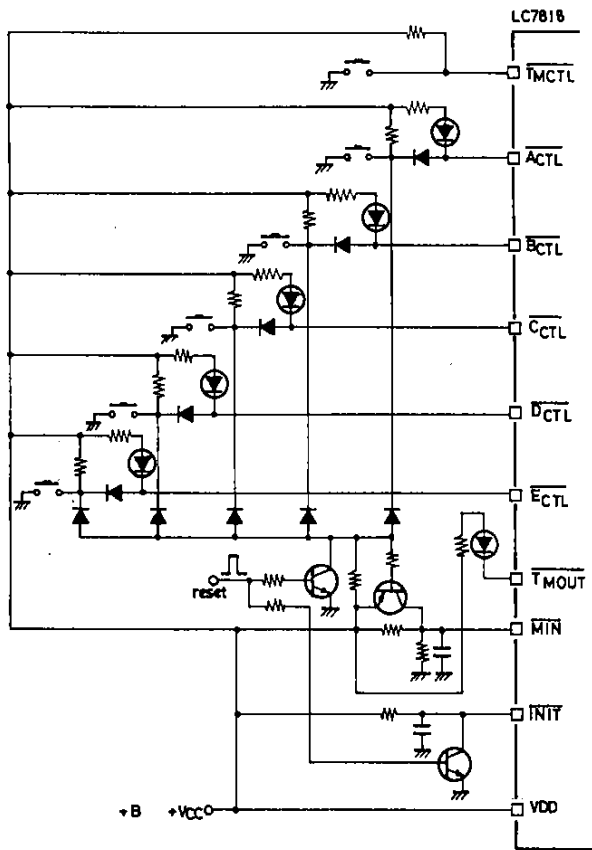 LC7818
TMCTL
ACTL
BCTL
CCTL
DCTL
ECTL
reset
TMOUT
MIN
INIT
+B +VCC VDD